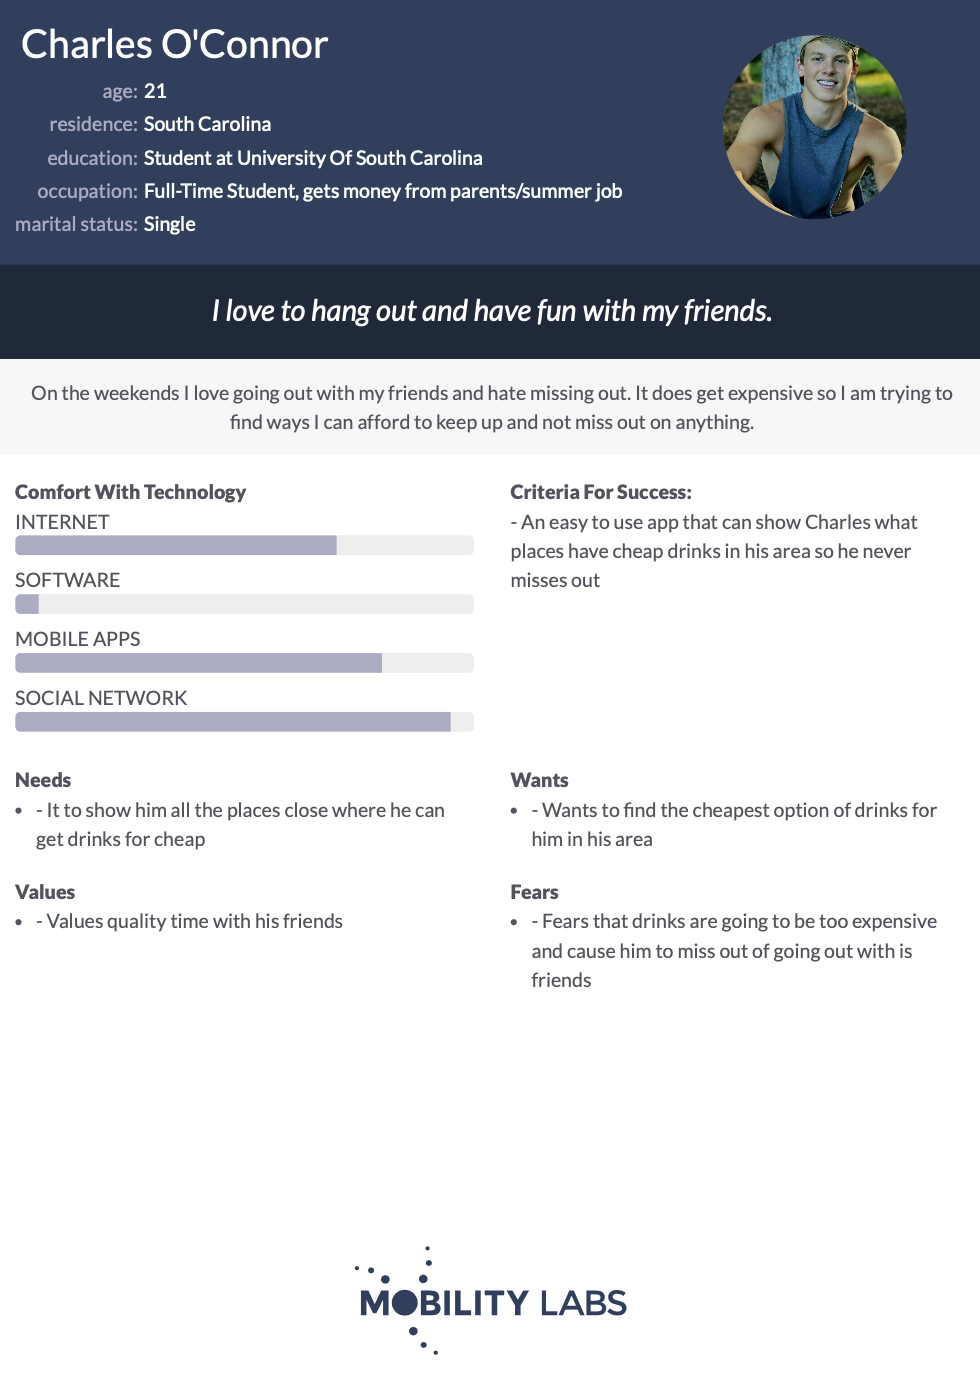 Charles O'Connor
age: 21
residence: South Carolina
education: Student at University Of South Carolina
occupation: Full-Time Student, gets money from parents/summer job
marital status: Single
I love to hang out and have fun with my friends.
On the weekends I love going out with my friends and hate missing out. It does get expensive so I am trying to
find ways I can afford to keep up and not miss out on anything.
Comfort With Technology
INTERNET
SOFTWARE
MOBILE APPS
SOCIAL NETWORK
Criteria For Success:
- An easy to use app that can show Charles what
places have cheap drinks in his area so he never
misses out
Needs
• - It to show him all the places close where he can
get drinks for cheap
Wants
• - Wants to find the cheapest option of drinks for
him in his area
Values
• - Values quality time with his friends
Fears
• - Fears that drinks are going to be too expensive
and cause him to miss out of going out with is
friends
MOBILITY LABS